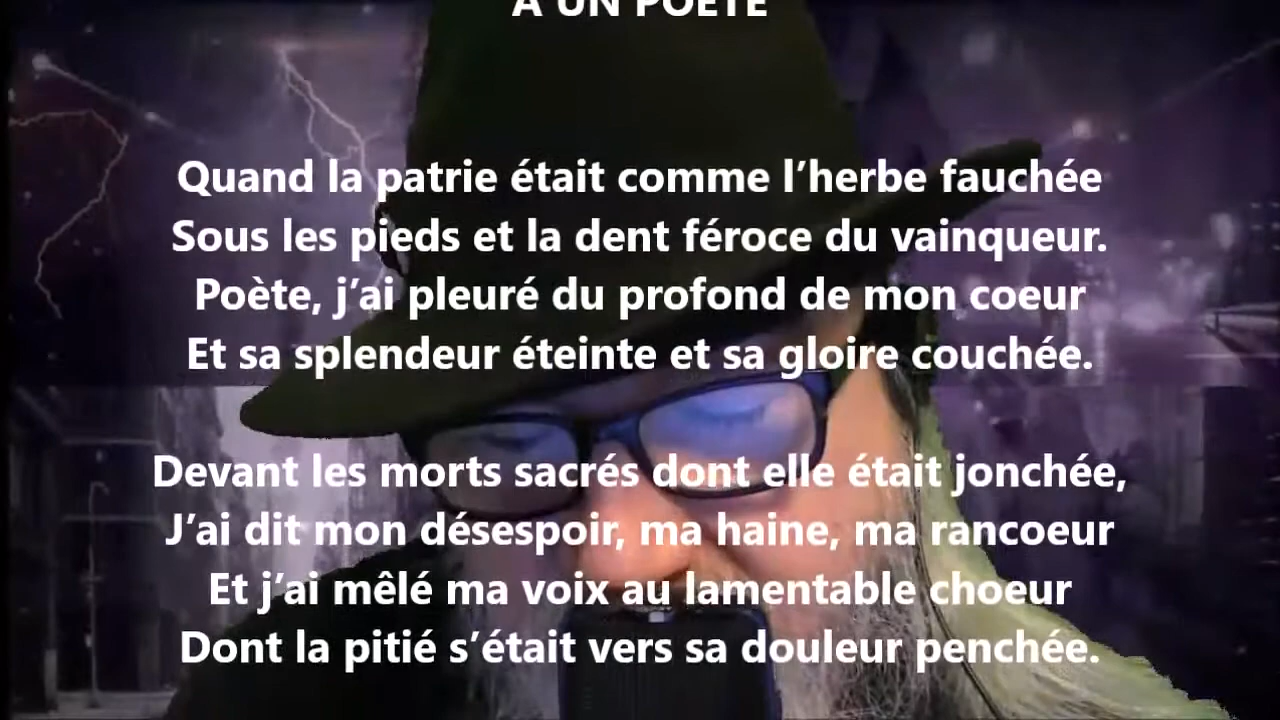 A UN POETE
Quand la patrie était comme l’herbe fauchée
Sous les pieds et la dent féroce du vainqueur.
Poète, j’ai pleuré du profond de mon coeur
Et sa splendeur éteinte et sa gloire couchée.
Devant les morts sacrés dont elle était jonchée,
J’ai dit mon désespoir, ma haine, ma rancoeur
Et j’ai mêlé ma voix au lamentable choeur
Dont la pitié s’était vers sa douleur penchée.